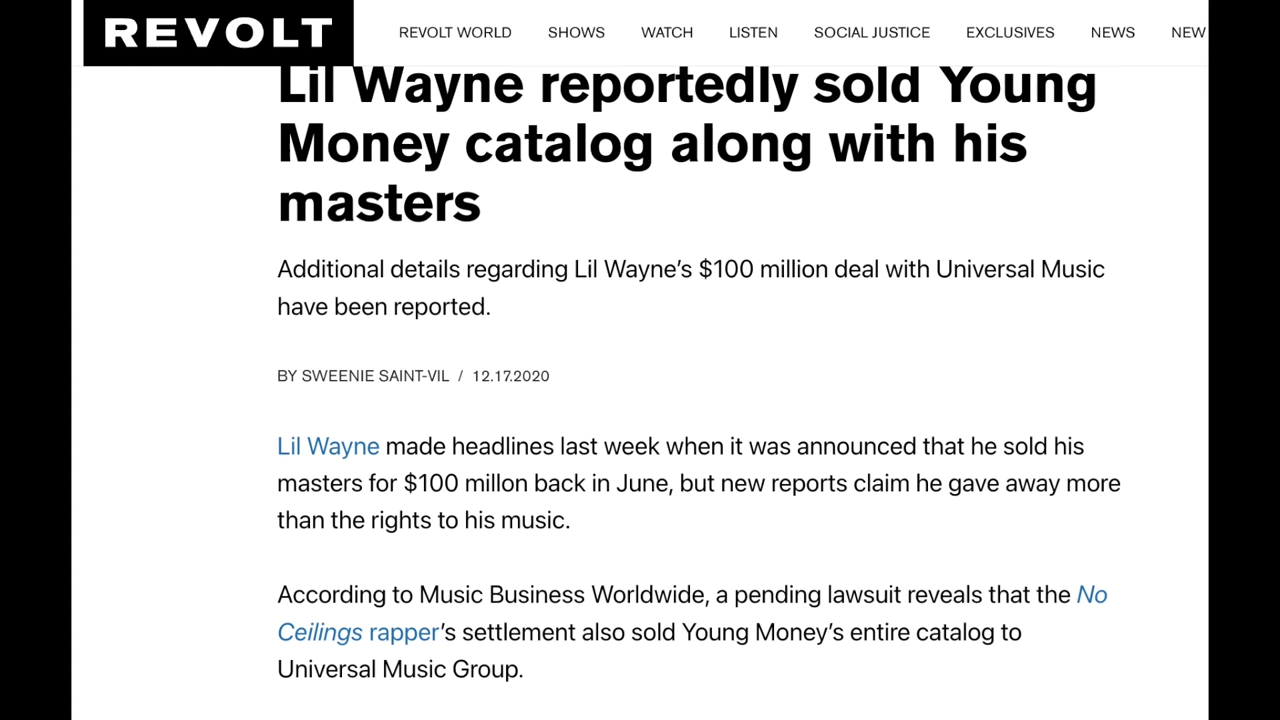 REVOLT
REVOLT WORLD SHOWS WATCH LISTEN SOCIAL JUSTICE EXCLUSIVES NEWS NEW
Lil Wayne reportedly sold Young
Money catalog along with his
masters
Additional details regarding Lil Wayne’s $100 million deal with Universal Music
have been reported.
BY SWEENIE SAINT-VIL / 12.17.2020
Lil Wayne made headlines last week when it was announced that he sold his
masters for $100 millon back in June, but new reports claim he gave away more
than the rights to his music.
According to Music Business Worldwide, a pending lawsuit reveals that the No
Ceilings rapper’s settlement also sold Young Money’s entire catalog to
Universal Music Group.